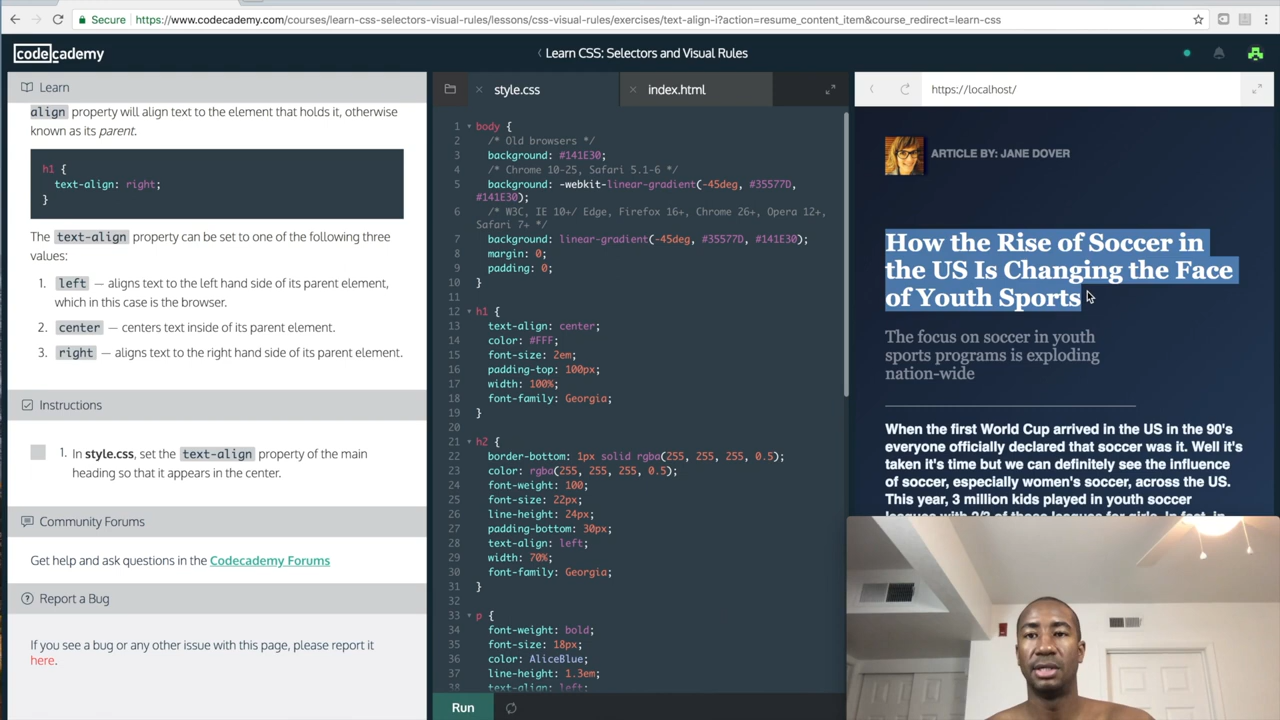 Secure
https://www.codecademy.com/courses/learn-css-selectors-visual-rules/lessons/css-visual-rules/exercises/text-align-i?action=resume_content_item&course_redirect=learn-css
codecademy
Learn CSS: Selectors and Visual Rules
Learn
align property will align text to the element that holds it, otherwise
known as its parent.
h1 {
text-align: right;
}
The text-align property can be set to one of the following three
values:
1. left — aligns text to the left hand side of its parent element,
which in this case is the browser.
2. center — centers text inside of its parent element.
3. right — aligns text to the right hand side of its parent element.
Instructions
1. In style.css, set the text-align property of the main
heading so that it appears in the center.
Community Forums
Get help and ask questions in the Codecademy Forums
Report a Bug
If you see a bug or any other issue with this page, please report it
here.
style.css
index.html
1 body {
2 /* Old browsers */
3 background: #141E30;
4 /* Chrome 10-25, Safari 5.1-6 */
5 background: -webkit-linear-gradient(-45deg, #35577D,
#141E30);
6 /* W3C, IE 10+/ Edge, Firefox 16+, Chrome 26+, Opera 12+,
Safari 7+ */
7 background: linear-gradient(-45deg, #35577D, #141E30);
8 margin: 0;
9 padding: 0;
10 }
11
12 h1 {
13 text-align: center;
14 color: #FFF;
15 font-size: 2em;
16 padding-top: 100px;
17 width: 100%;
18 font-family: Georgia;
19 }
20
21 h2 {
22 border-bottom: 1px solid rgba(255, 255, 255, 0.5);
23 color: rgba(255, 255, 255, 0.5);
24 font-weight: 100;
25 font-size: 22px;
26 line-height: 24px;
27 padding-bottom: 30px;
28 text-align: left;
29 width: 70%;
30 font-family: Georgia;
31 }
32
33 p {
34 font-weight: bold;
35 font-size: 18px;
36 color: AliceBlue;
37 line-height: 1.3em;
38 text-align: left;
Run
https://localhost/
ARTICLE BY: JANE DOVER
How the Rise of Soccer in
the US Is Changing the Face
of Youth Sports
The focus on soccer in youth
sports programs is exploding
nation-wide
When the first World Cup arrived in the US in the 90's
everyone officially declared that soccer was it. Well it's
taken it's time but we can definitely see the influence
of soccer, especially women's soccer, across the US.
This year, 3 million kids played in youth soccer
leagues with 2/3 of those leagues for girls. In fact, in